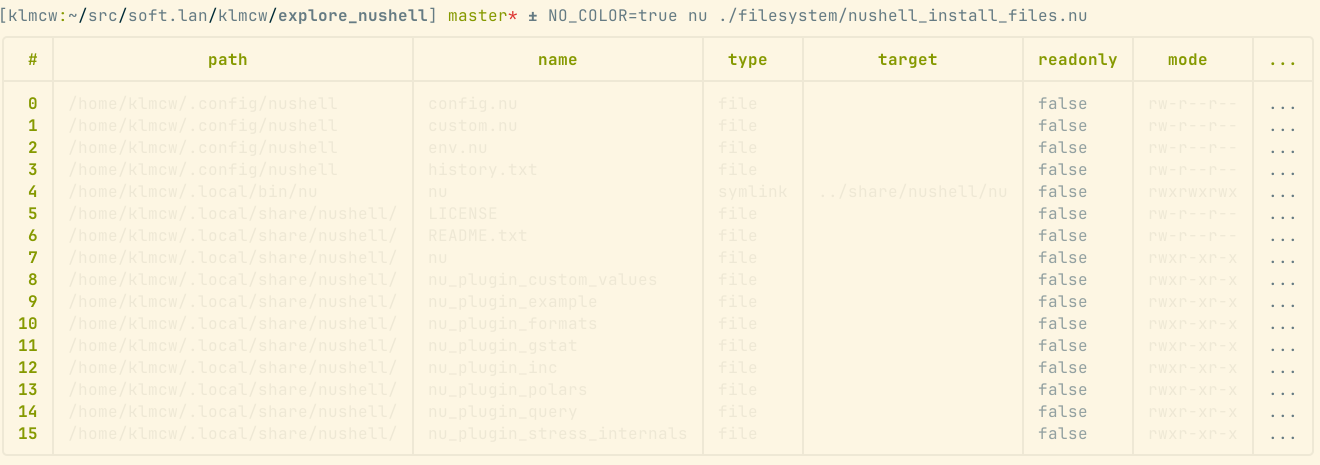 [klmcw:~/src/soft.lan/klmcw/explore_nushell] master* ± NO_COLOR=true nu ./filesystem/nushell_install_files.nu
# path name type target readonly mode ...
0 /home/klmcw/.config/nushell config.nu file false rw-r--r-- ...
1 /home/klmcw/.config/nushell custom.nu file false rw-r--r-- ...
2 /home/klmcw/.config/nushell env.nu file false rw-r--r-- ...
3 /home/klmcw/.config/nushell history.txt file false rw-r--r-- ...
4 /home/klmcw/.local/bin/nu nu symlink ../share/nushell/nu false rwxrwxrwx ...
5 /home/klmcw/.local/share/nushell/ LICENSE file false rw-r--r-- ...
6 /home/klmcw/.local/share/nushell/ README.txt file false rw-r--r-- ...
7 /home/klmcw/.local/share/nushell/ nu file false rwxr-xr-x ...
8 /home/klmcw/.local/share/nushell/ nu_plugin_custom_values file false rwxr-xr-x ...
9 /home/klmcw/.local/share/nushell/ nu_plugin_example file false rwxr-xr-x ...
10 /home/klmcw/.local/share/nushell/ nu_plugin_formats file false rwxr-xr-x ...
11 /home/klmcw/.local/share/nushell/ nu_plugin_gstat file false rwxr-xr-x ...
12 /home/klmcw/.local/share/nushell/ nu_plugin_inc file false rwxr-xr-x ...
13 /home/klmcw/.local/share/nushell/ nu_plugin_polars file false rwxr-xr-x ...
14 /home/klmcw/.local/share/nushell/ nu_plugin_query file false rwxr-xr-x ...
15 /home/klmcw/.local/share/nushell/ nu_plugin_stress_internals file false rwxr-xr-x ...